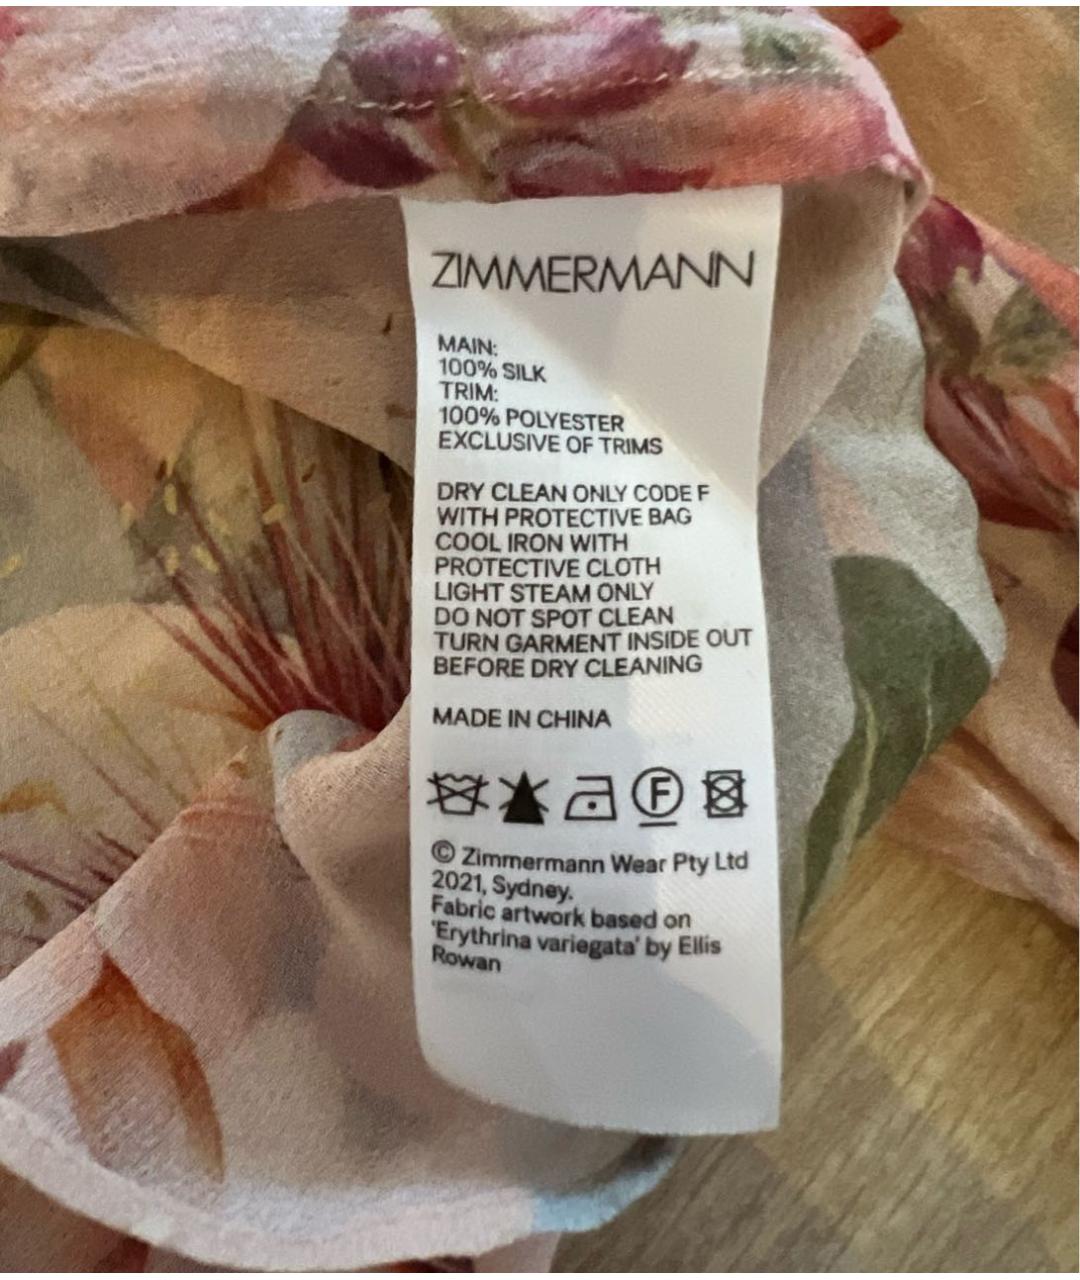 ZIMMERMANN
MAIN:
100% SILK
TRIM:
100% POLYESTER
EXCLUSIVE OF TRIMS
DRY CLEAN ONLY CODE F
WITH PROTECTIVE BAG
COOL IRON WITH
PROTECTIVE CLOTH
LIGHT STEAM ONLY
DO NOT SPOT CLEAN
TURN GARMENT INSIDE OUT
BEFORE DRY CLEANING
MADE IN CHINA
F
© Zimmermann Wear Pty Ltd
2021, Sydney.
Fabric artwork based on
'Erythrina variegata' by Ellis
Rowan